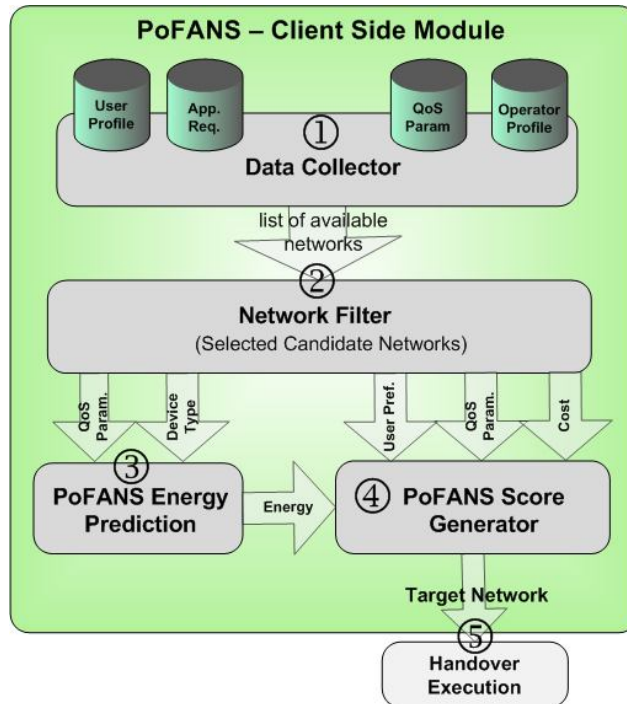 PoFANS – Client Side Module
User
Profile
App.
Req.
QoS
Param
Operator
Profile
①
Data Collector
list of available
networks
②
Network Filter
(Selected Candidate Networks)
QoS
Param.
Device
Type
User Pref.
QoS
Param.
Cost
③
PoFANS Energy
Prediction
Energy
④
PoFANS Score
Generator
Target Network
⑤
Handover
Execution